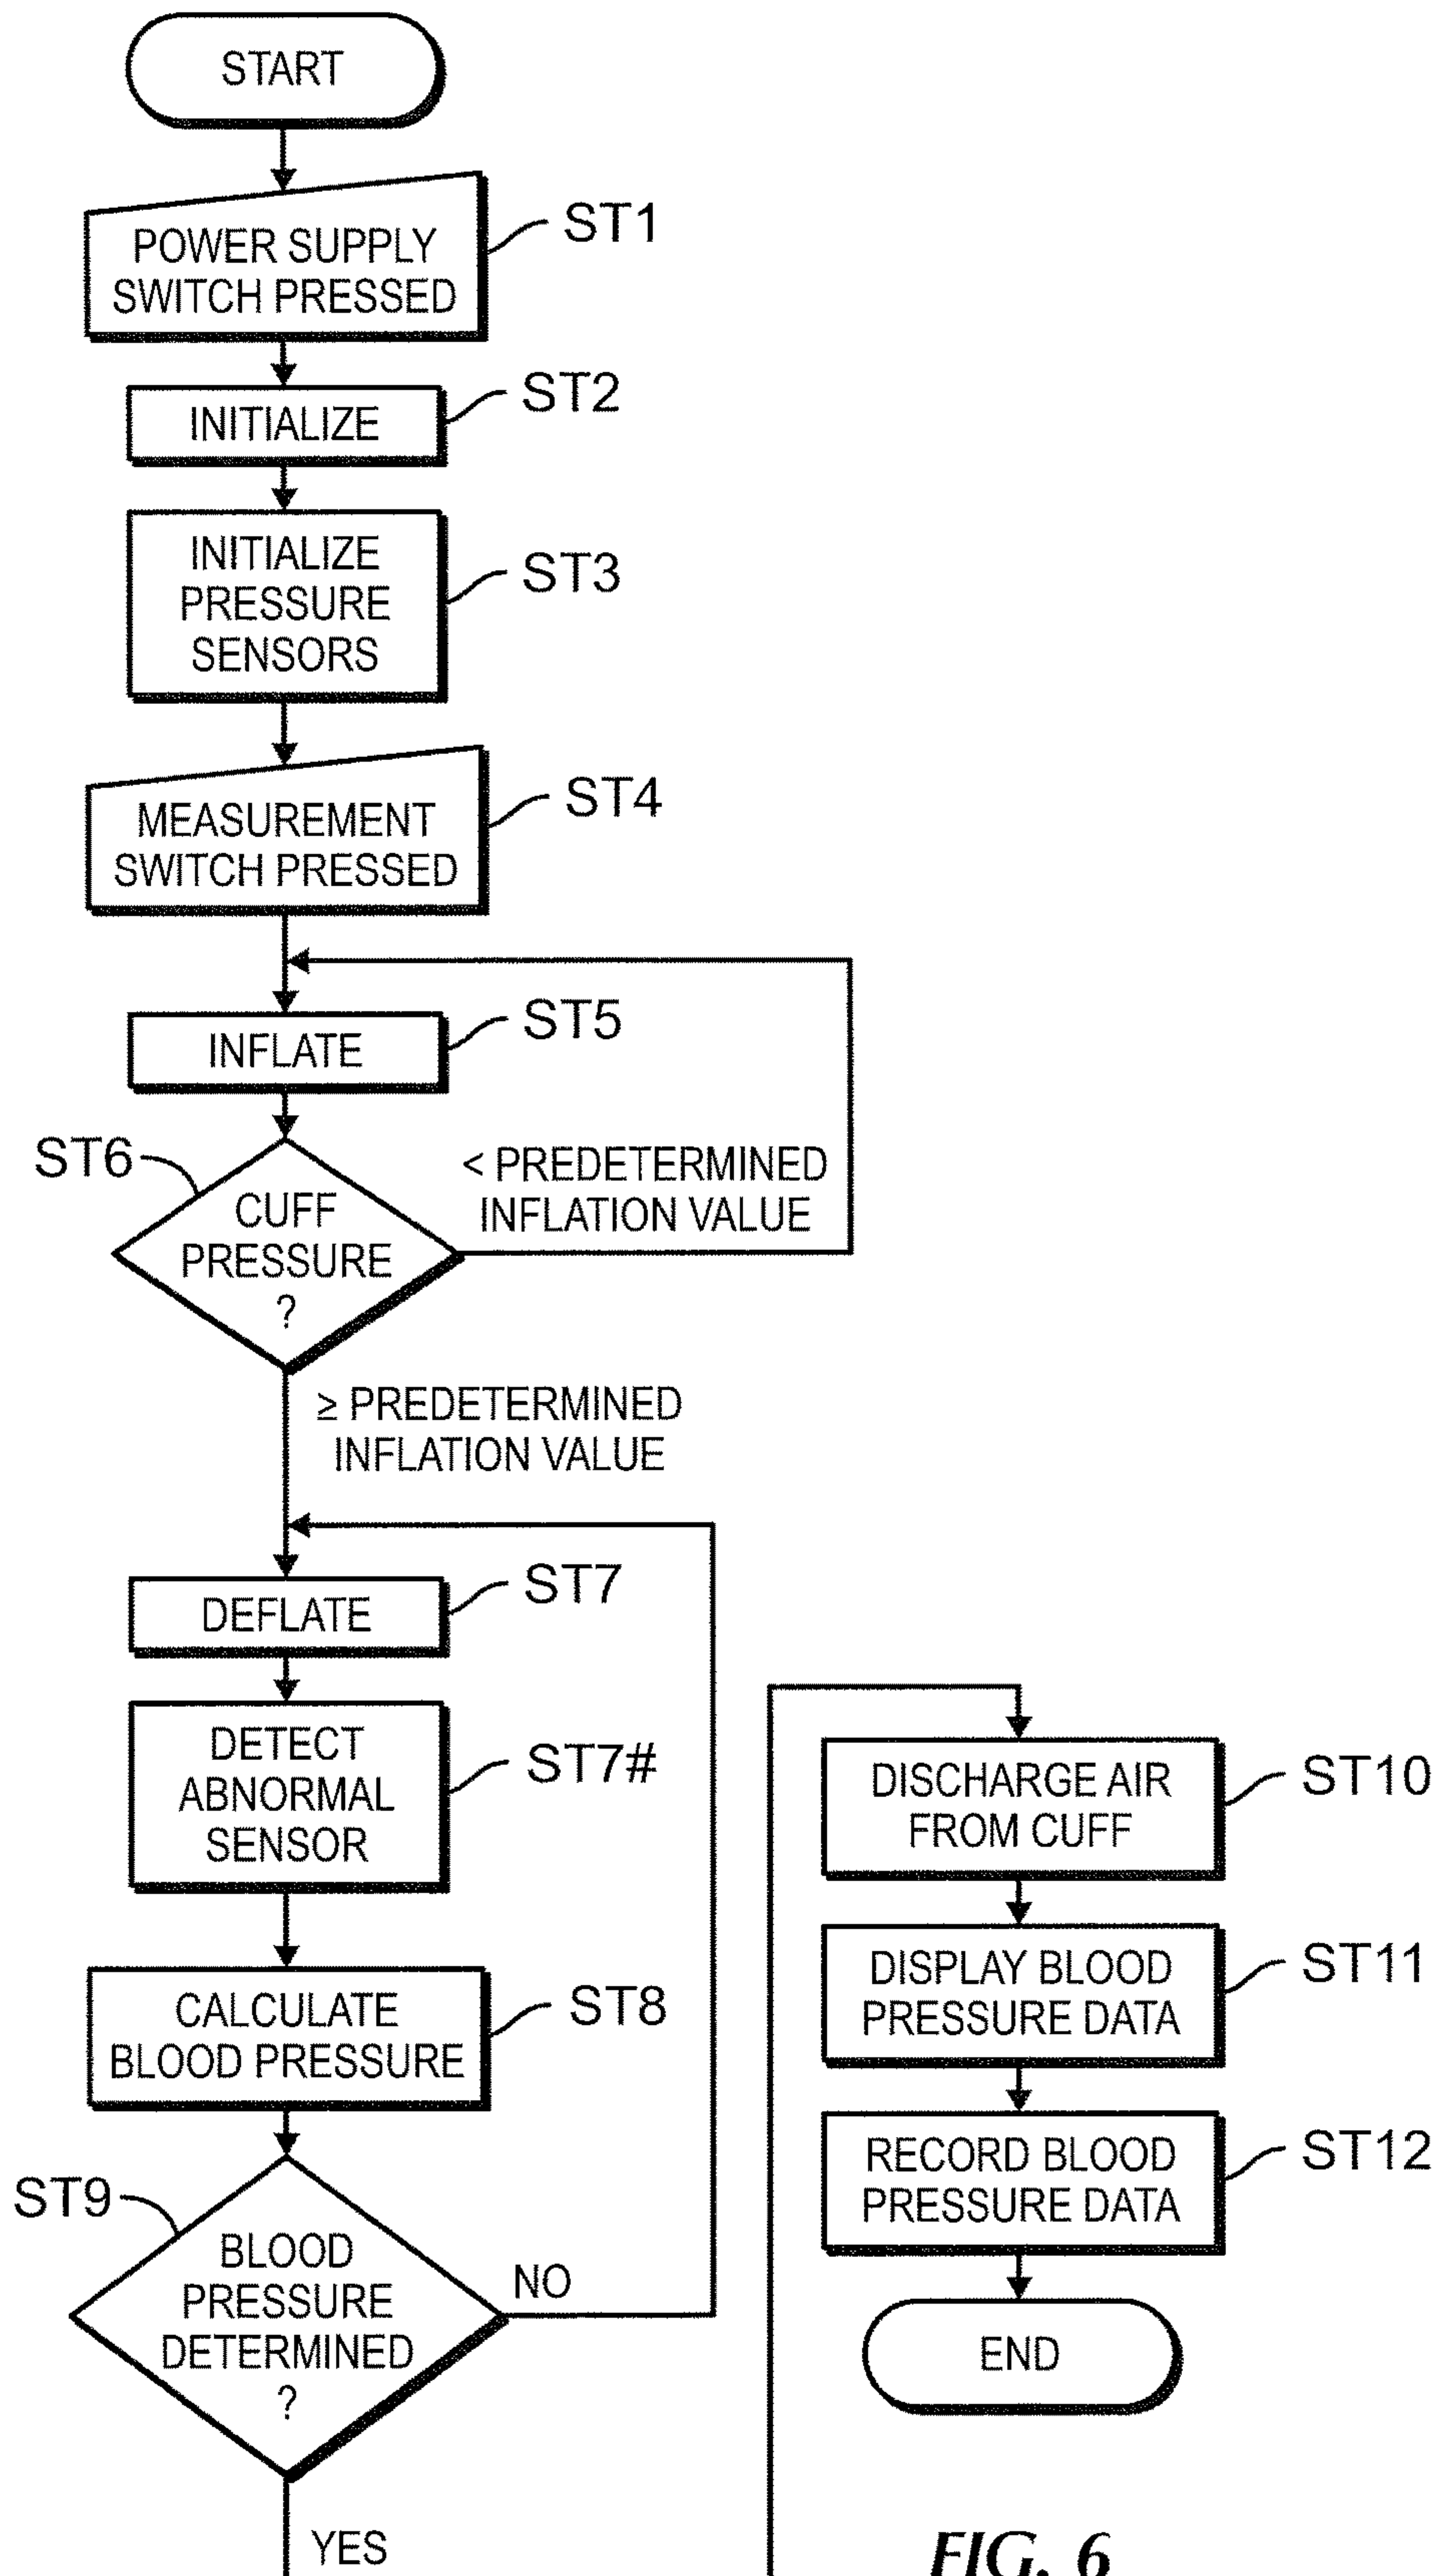 START
POWER SUPPLY
SWITCH PRESSED
ST1
INITIALIZE
ST2
INITIALIZE
PRESSURE
SENSORS
ST3
MEASUREMENT
SWITCH PRESSED
ST4
INFLATE
ST5
ST6
CUFF
PRESSURE
?
< PREDETERMINED
INFLATION VALUE
≥ PREDETERMINED
INFLATION VALUE
DEFLATE
ST7
DETECT
ABNORMAL
SENSOR
ST7#
CALCULATE
BLOOD PRESSURE
ST8
ST9
BLOOD
PRESSURE
DETERMINED
?
NO
YES
DISCHARGE AIR
FROM CUFF
ST10
DISPLAY BLOOD
PRESSURE DATA
ST11
RECORD BLOOD
PRESSURE DATA
ST12
END
FIG. 6